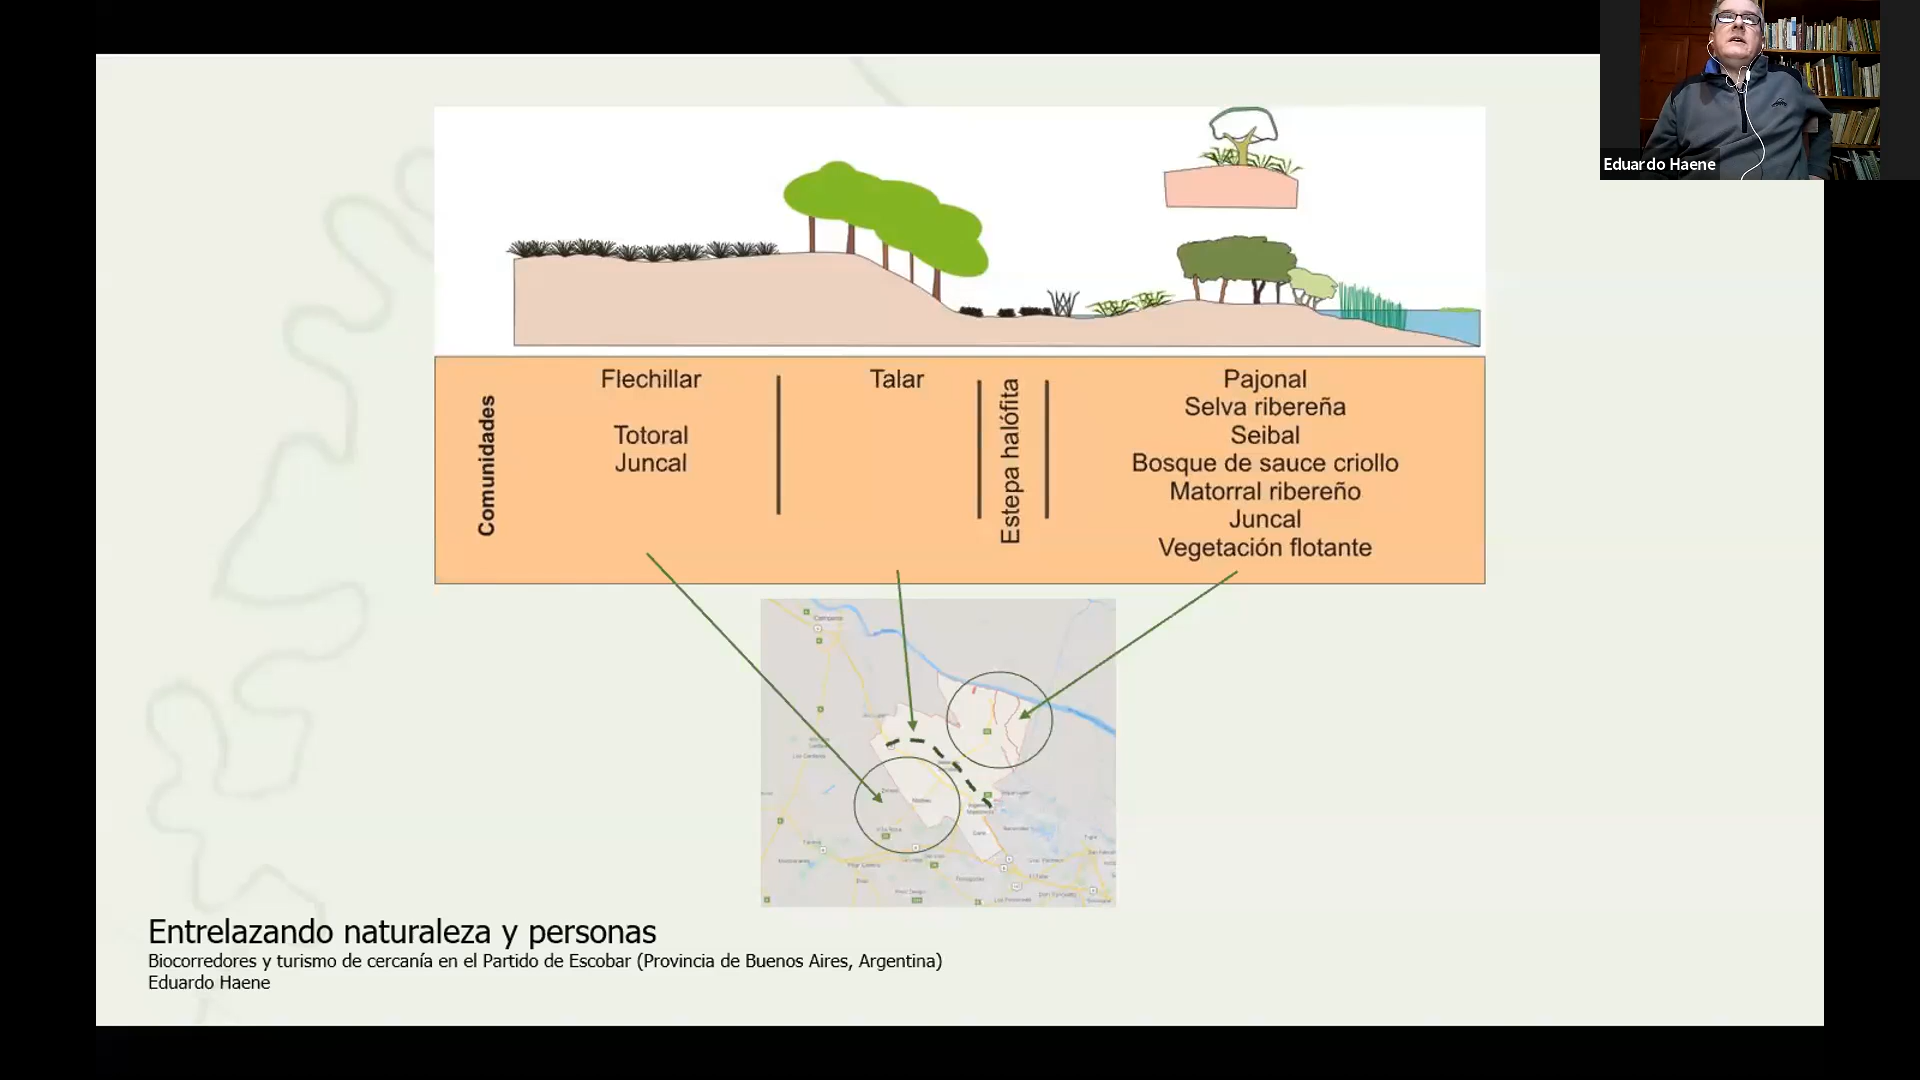 Eduardo Haene
Comunidades
Flechillar
Totoral
Juncal
Talar
Estepa halófita
Pajonal
Selva ribereña
Seibal
Bosque de sauce criollo
Matorral ribereño
Juncal
Vegetación flotante
Campana
Entrelazando naturaleza y personas
Biocorredores y turismo de cercanía en el Partido de Escobar (Provincia de Buenos Aires, Argentina)
Eduardo Haene